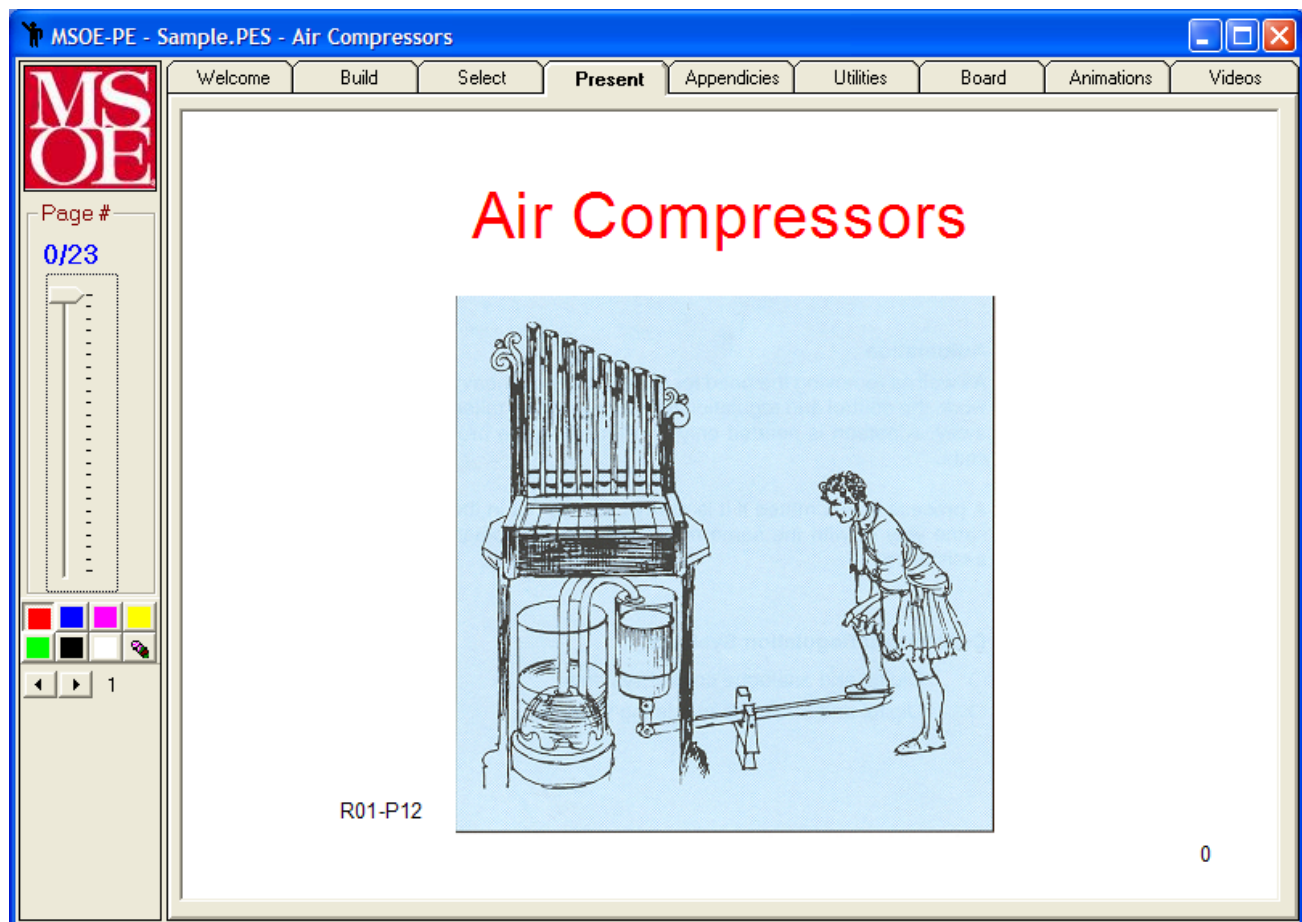 MSOE-PE - Sample.PES - Air Compressors
MS
OE
Welcome Build Select Present Appendicies Utilities Board Animations Videos
Page #
0/23
1
Air Compressors
R01-P12
0